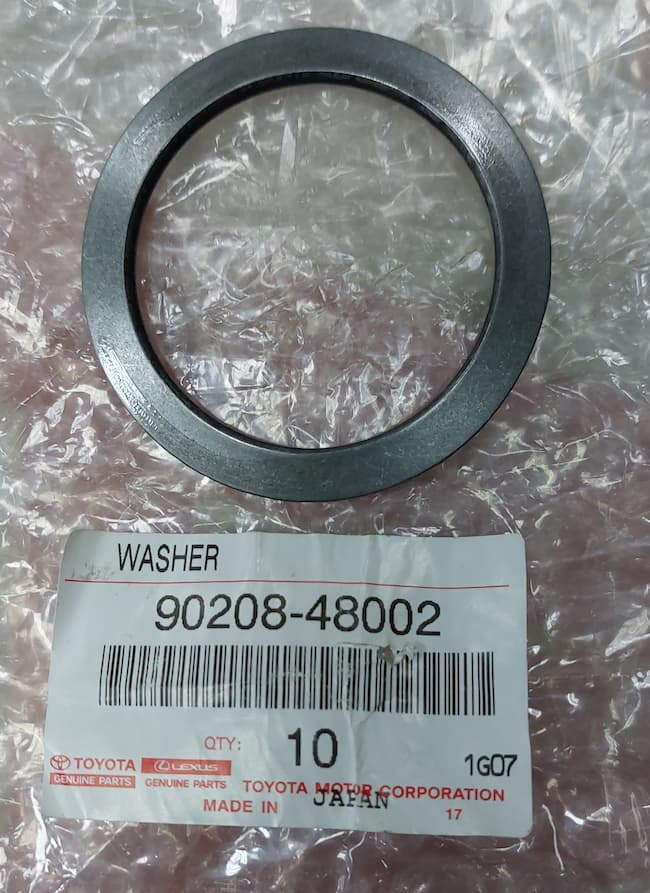 WASHER
90208-48002
QTY: 10
1G07
TOYOTA
GENUINE PARTS
LEXUS
GENUINE PARTS
TOYOTA MOTOR CORPORATION
MADE IN JAPAN
17